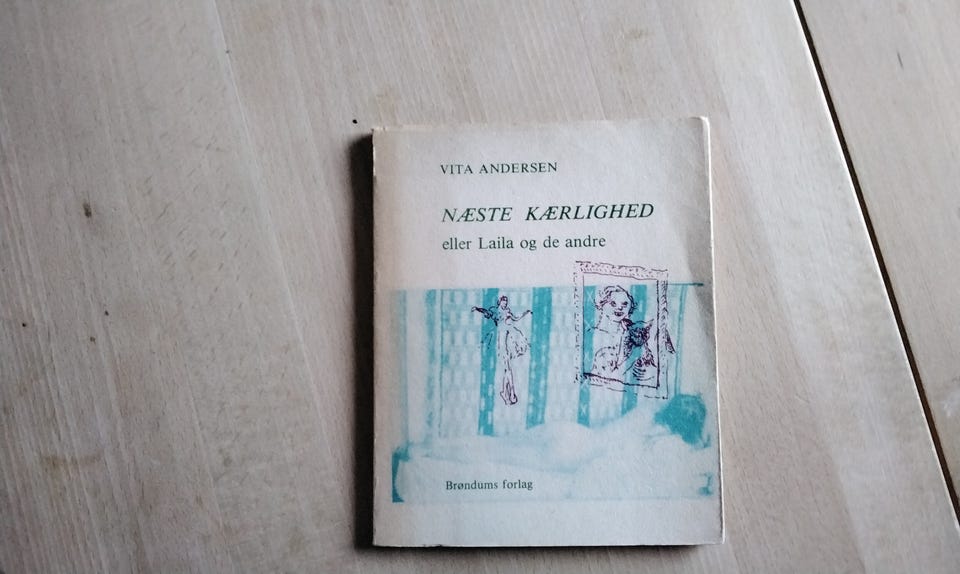 VITA ANDERSEN
NÆSTE KÆRLIGHED
eller Laila og de andre
Brøndums forlag